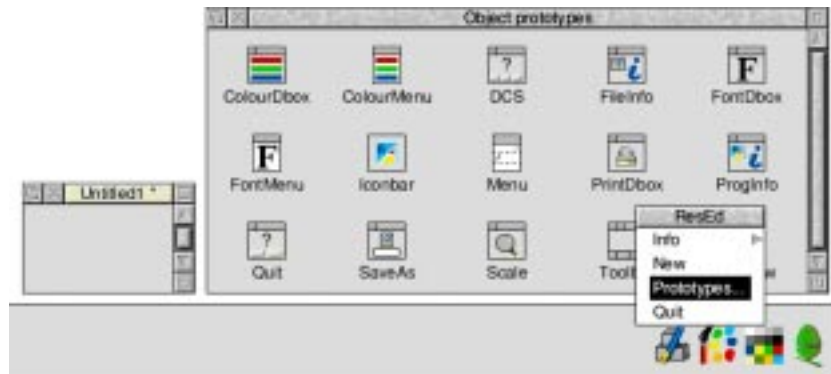 Object prototypes
ColourDbox ColourMenu DCS FileInfo FontDbox
FontMenu Iconbar Menu PrintDbox ProgInfo
Untitled1 *
ResEd
Info
New
Prototypes...
Quit
Quit SaveAs Scale